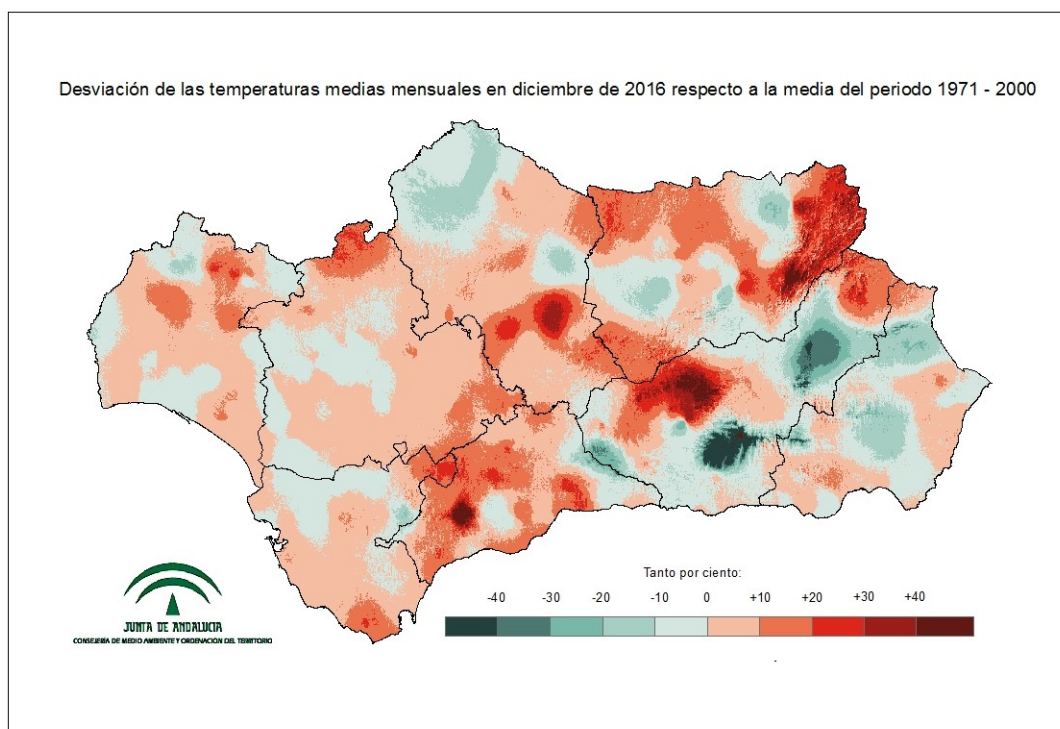 Desviación de las temperaturas medias mensuales en diciembre de 2016 respecto a la media del periodo 1971 - 2000
Tanto por ciento:
-40 -30 -20 -10 0 +10 +20 +30 +40
JUNTA DE ANDALUCIA
CONSEJERIA DE MEDIO AMBIENTE Y ORDENACIÓN DEL TERRITORIO